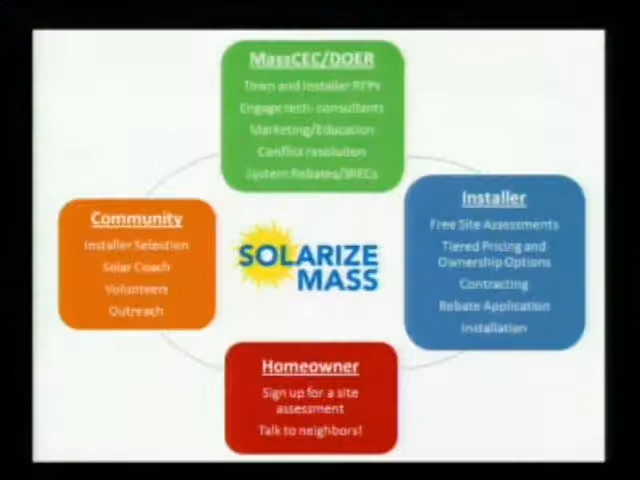 MassCEC/DOER
Town and Installer RFPs
Engage tech. consultants
Marketing/Education
Conflict resolution
System Rebates/SRECs
Installer
Free Site Assessments
Tiered Pricing and
Ownership Options
Contracting
Rebate Application
Installation
Community
Installer Selection
Solar Coach
Volunteers
Outreach
SOLARIZE
MASS
Homeowner
Sign up for a site
assessment
Talk to neighbors!